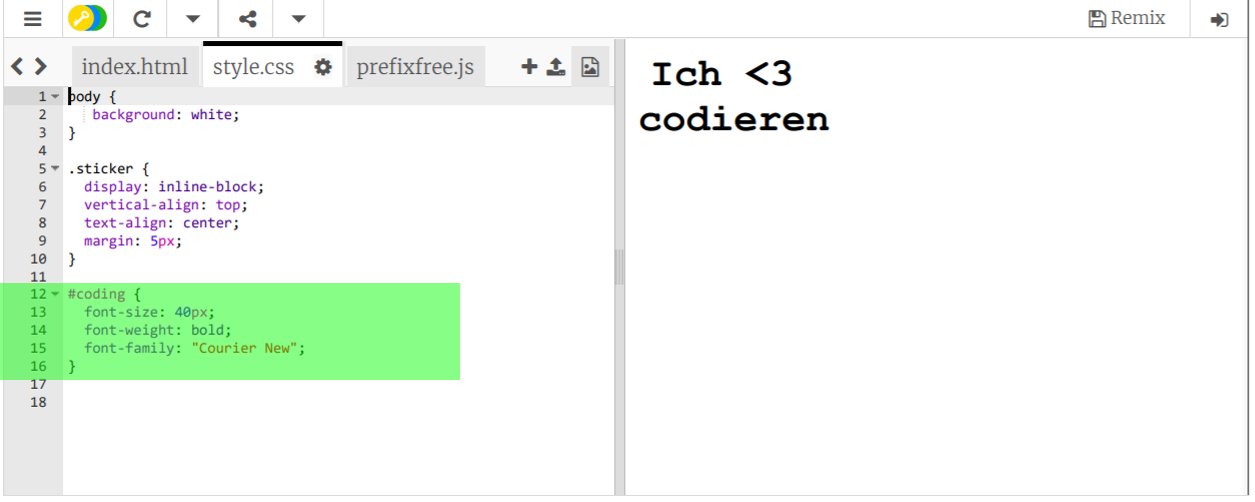 Remix
index.html style.css prefixfree.js
1 body {
2 background: white;
3 }
4
5 .sticker {
6 display: inline-block;
7 vertical-align: top;
8 text-align: center;
9 margin: 5px;
10 }
11
12 #coding {
13 font-size: 40px;
14 font-weight: bold;
15 font-family: "Courier New";
16 }
17
18
Ich <3
codieren